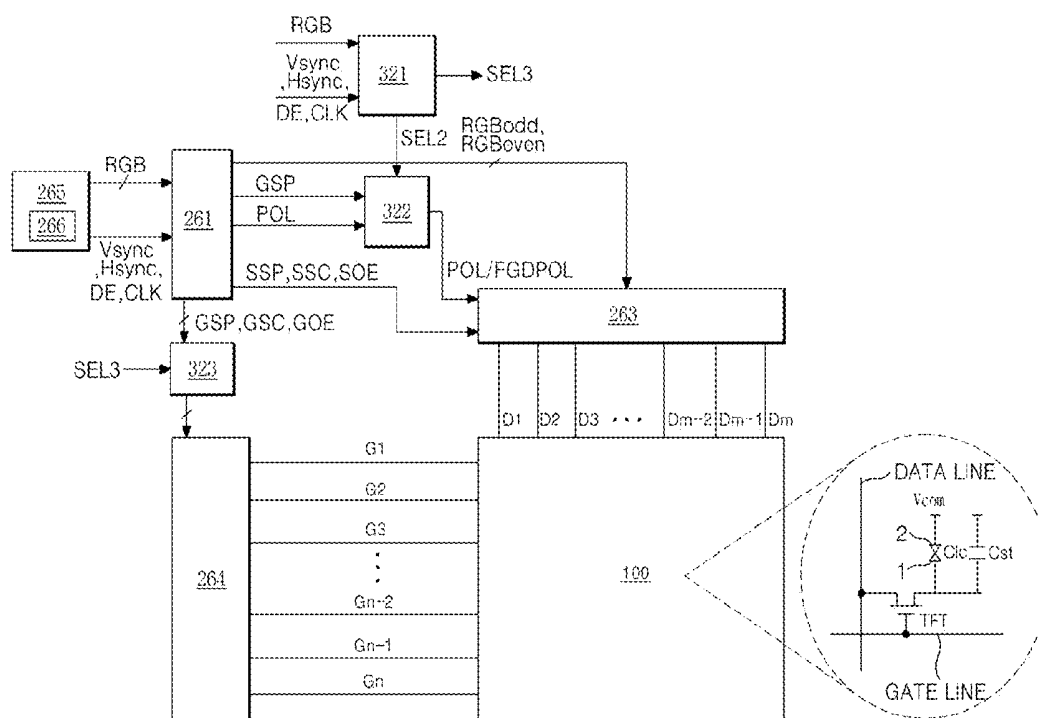 RGB
Vsync
,Hsync,
DE,CLK
321
SEL3
SEL2
RGBodd,
RGBeven
RGB
265
266
261
GSP
POL
322
Vsync
,Hsync,
DE,CLK
SSP,SSC,SOE
POL/FGDPOL
263
GSP,GSC,GOE
SEL3
323
D1 D2 D3 ··· Dm-2 Dm-1 Dm
G1
G2
G3
Gn-2
Gn-1
Gn
264
100
DATA LINE
Vcom
2
1
Clc
Cst
TFT
GATE LINE